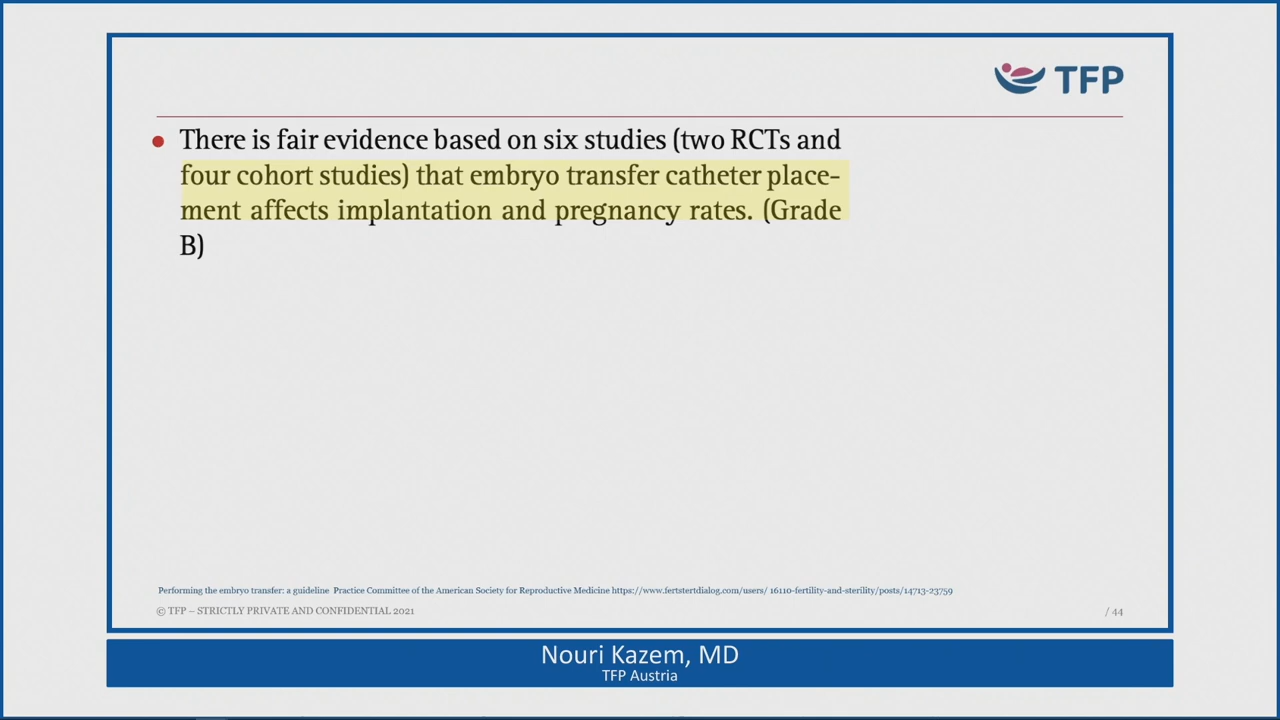 TFP
There is fair evidence based on six studies (two RCTs and
four cohort studies) that embryo transfer catheter place-
ment affects implantation and pregnancy rates. (Grade
B)
Performing the embryo transfer: a guideline Practice Committee of the American Society for Reproductive Medicine https://www.fertstertdialog.com/users/ 16110-fertility-and-sterility/posts/14713-23759
© TFP – STRICTLY PRIVATE AND CONFIDENTIAL 2021
/ 44
Nouri Kazem, MD
TFP Austria